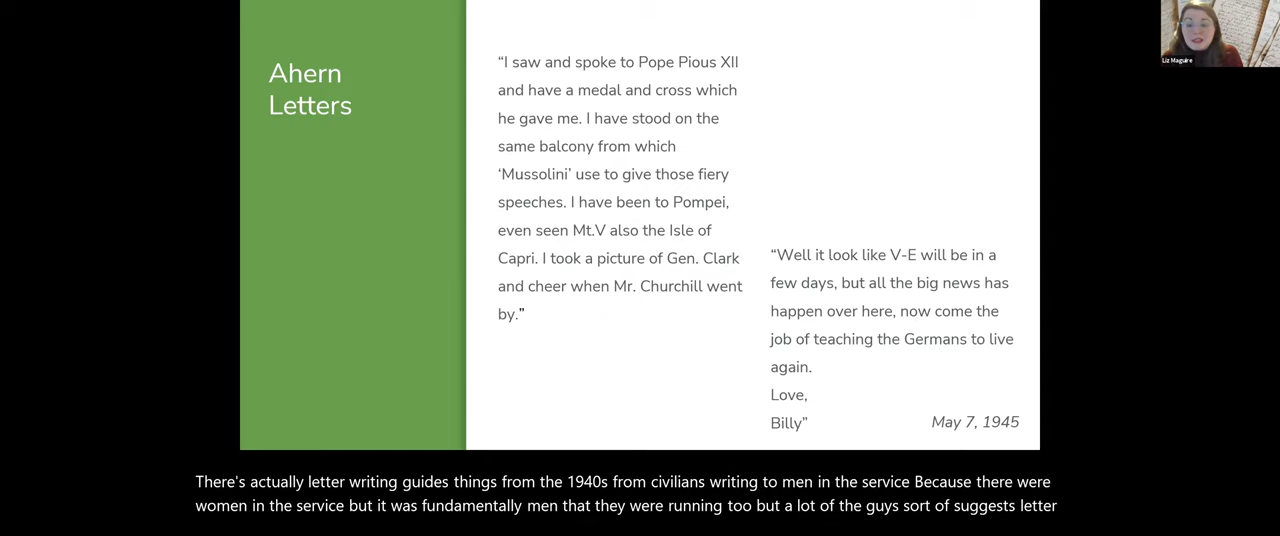 Ahern
Letters
“I saw and spoke to Pope Pious XII
and have a medal and cross which
he gave me. I have stood on the
same balcony from which
‘Mussolini’ use to give those fiery
speeches. I have been to Pompei,
even seen Mt.V also the Isle of
Capri. I took a picture of Gen. Clark
and cheer when Mr. Churchill went
by.”
“Well it look like V-E will be in a
few days, but all the big news has
happen over here, now come the
job of teaching the Germans to live
again.
Love,
Billy”
May 7, 1945
Liz Maguire
There's actually letter writing guides things from the 1940s from civilians writing to men in the service Because there were
women in the service but it was fundamentally men that they were running too but a lot of the guys sort of suggests letter